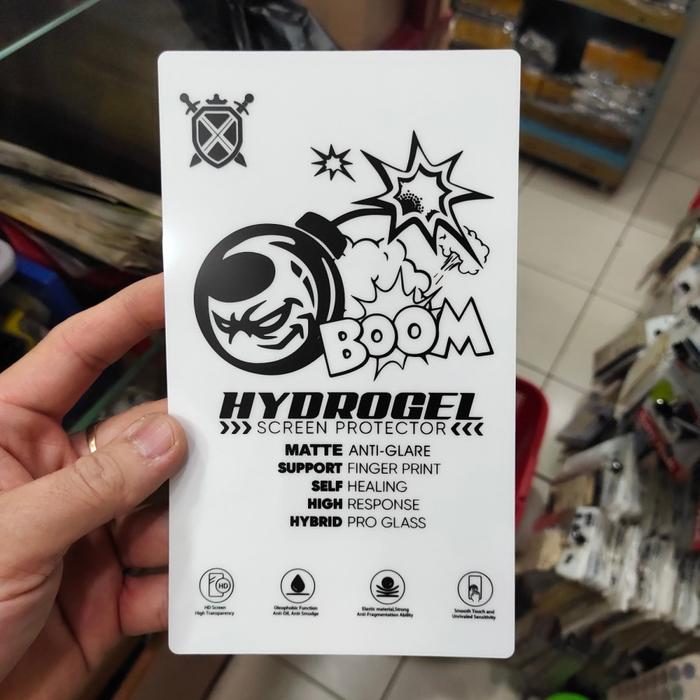 Mr.
BOOM
HYDROGEL
SCREEN PROTECTOR
MATTE ANTI-GLARE
SUPPORT FINGER PRINT
SELF HEALING
HIGH RESPONSE
HYBRID PRO GLASS
HD
HD Screen
High Transparency
Oleophobic Function
Anti Oil, Anti Smudge
Elastic material,Strong
Anti Fragmentation Ability
Smooth Touch and
Unrivaled Sensitivity